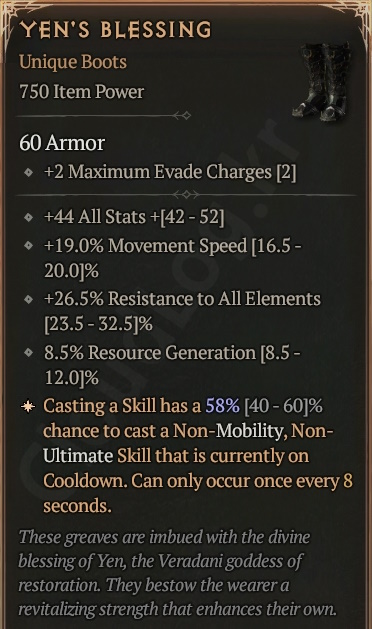 YEN'S BLESSING
Unique Boots
750 Item Power
60 Armor
+2 Maximum Evade Charges [2]
+44 All Stats +[42 - 52]
+19.0% Movement Speed [16.5 -
20.0]%
+26.5% Resistance to All Elements
[23.5 - 32.5]%
8.5% Resource Generation [8.5 -
12.0]%
Casting a Skill has a 58% [40 - 60]%
chance to cast a Non-Mobility, Non-
Ultimate Skill that is currently on
Cooldown. Can only occur once every 8
seconds.
These greaves are imbued with the divine
blessing of Yen, the Veradani goddess of
restoration. They bestow the wearer a
revitalizing strength that enhances their own.